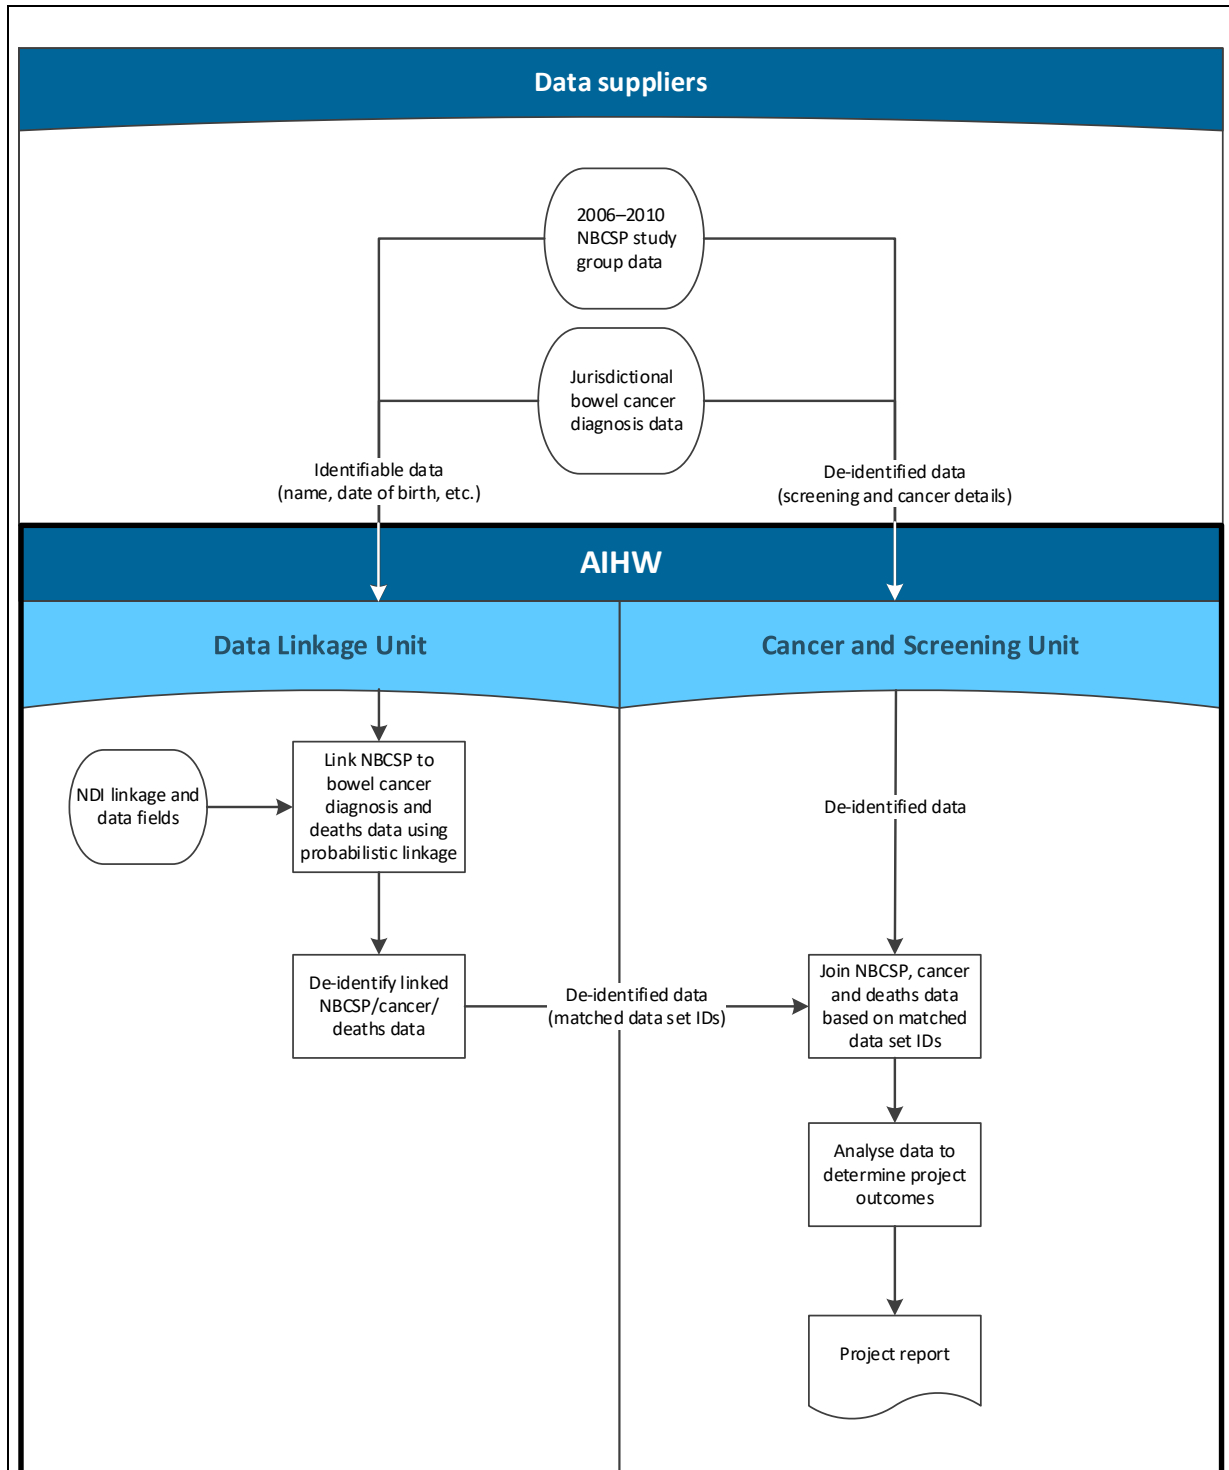 Data suppliers
2006–2010
NBCSP study
group data
Jurisdictional
bowel cancer
diagnosis data
Identifiable data
(name, date of birth, etc.)
De-identified data
(screening and cancer details)
AIHW
Data Linkage Unit
Cancer and Screening Unit
NDI linkage and
data fields
Link NBCSP to
bowel cancer
diagnosis and
deaths data using
probabilistic linkage
De-identified data
De-identify linked
NBCSP/cancer/
deaths data
De-identified data
(matched data set IDs)
Join NBCSP, cancer
and deaths data
based on matched
data set IDs
Analyse data to
determine project
outcomes
Project report